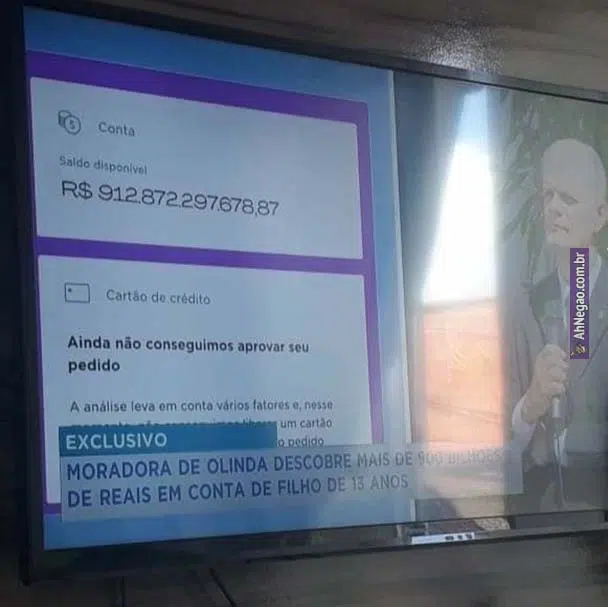 Conta
Saldo disponível
R$ 912.872.297.678,87
Cartão de crédito
Ainda não conseguimos aprovar seu
pedido
A análise leva em conta vários fatores e, nesse
um cartão
o pedido
EXCLUSIVO
MORADORA DE OLINDA DESCOBRE MAIS DE 900 BILHÕES
DE REAIS EM CONTA DE FILHO DE 13 ANOS
AhNegao.com.br